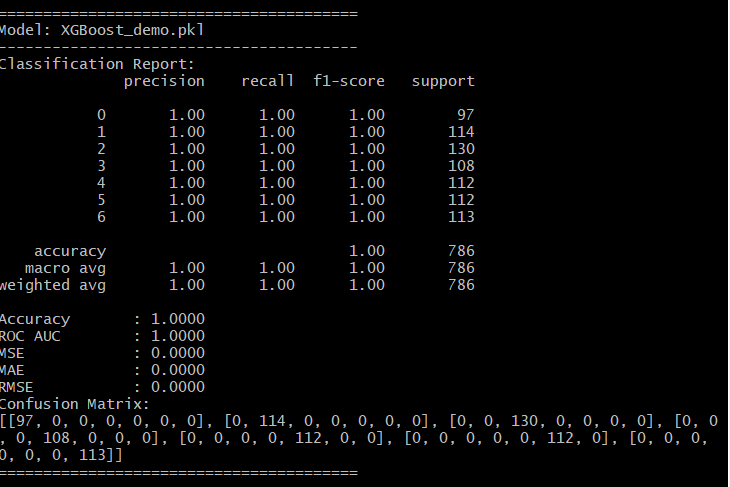 ========================================
Model: XGBoost_demo.pkl
----------------------------------------
Classification Report:
              precision    recall  f1-score   support

           0       1.00      1.00      1.00        97
           1       1.00      1.00      1.00       114
           2       1.00      1.00      1.00       130
           3       1.00      1.00      1.00       108
           4       1.00      1.00      1.00       112
           5       1.00      1.00      1.00       112
           6       1.00      1.00      1.00       113

    accuracy                           1.00       786
   macro avg       1.00      1.00      1.00       786
weighted avg       1.00      1.00      1.00       786

Accuracy       : 1.0000
ROC AUC        : 1.0000
MSE            : 0.0000
MAE            : 0.0000
RMSE           : 0.0000
Confusion Matrix:
[[97, 0, 0, 0, 0, 0, 0], [0, 114, 0, 0, 0, 0, 0], [0, 0, 130, 0, 0, 0, 0], [0, 0
, 0, 108, 0, 0, 0], [0, 0, 0, 0, 112, 0, 0], [0, 0, 0, 0, 0, 112, 0], [0, 0, 0,
0, 0, 0, 113]]
========================================